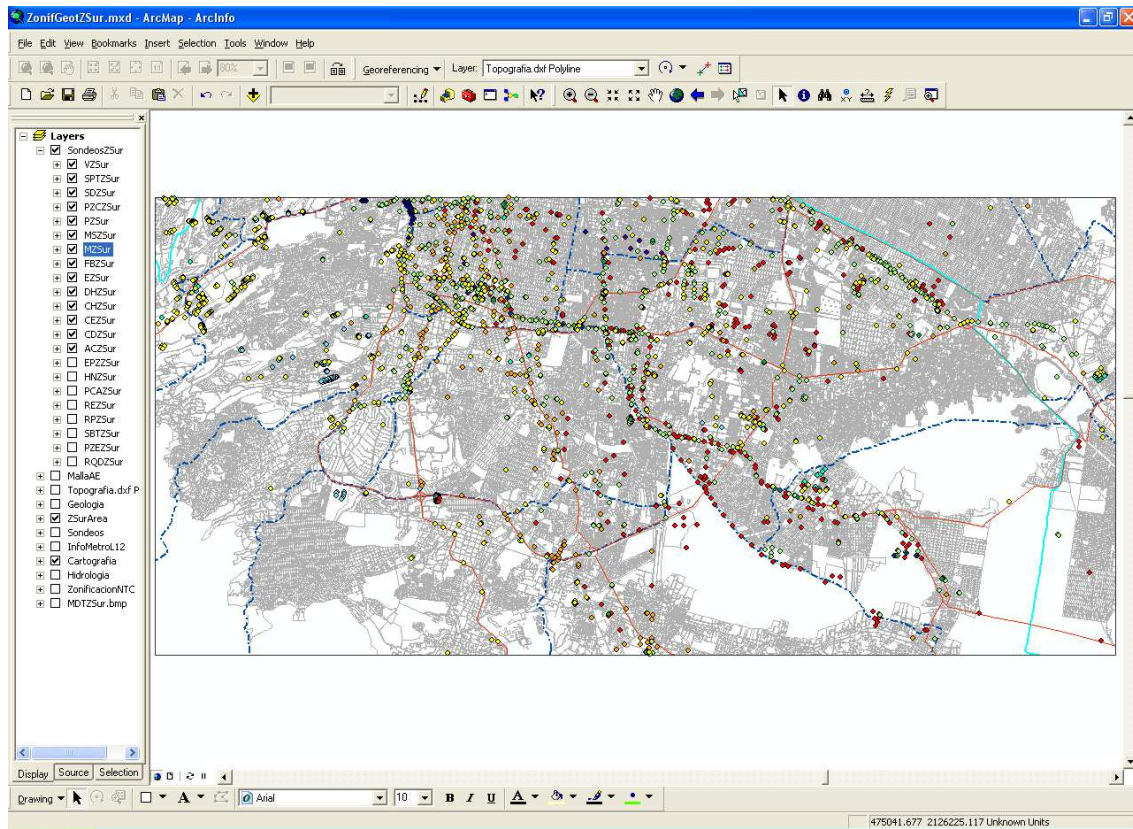 ZonifGeotZSur.mxd - ArcMap - ArcInfo
File Edit View Bookmarks Insert Selection Tools Window Help
80% Georeferencing Layer: Topografia.dxf Polyline
Layers
SondeosZSur
VZSur
SPTZSur
SDZSur
PZCZSur
PZSur
MSZSur
MZSur
FBZSur
EZSur
DHZSur
CHZSur
CEZSur
CDZSur
ACZSur
EPZZSur
HNZSur
PCAZSur
REZSur
RPZSur
SBTZSur
PZEZSur
RQDZSur
MallaAE
Topografia.dxf P
Geologia
ZSurArea
Sondeos
InfoMetroL12
Cartografia
Hidrologia
ZonificacionNTC
MDTZSur.bmp
Display Source Selection
Drawing A Arial 10 B I U A
475041.677 2126225.117 Unknown Units